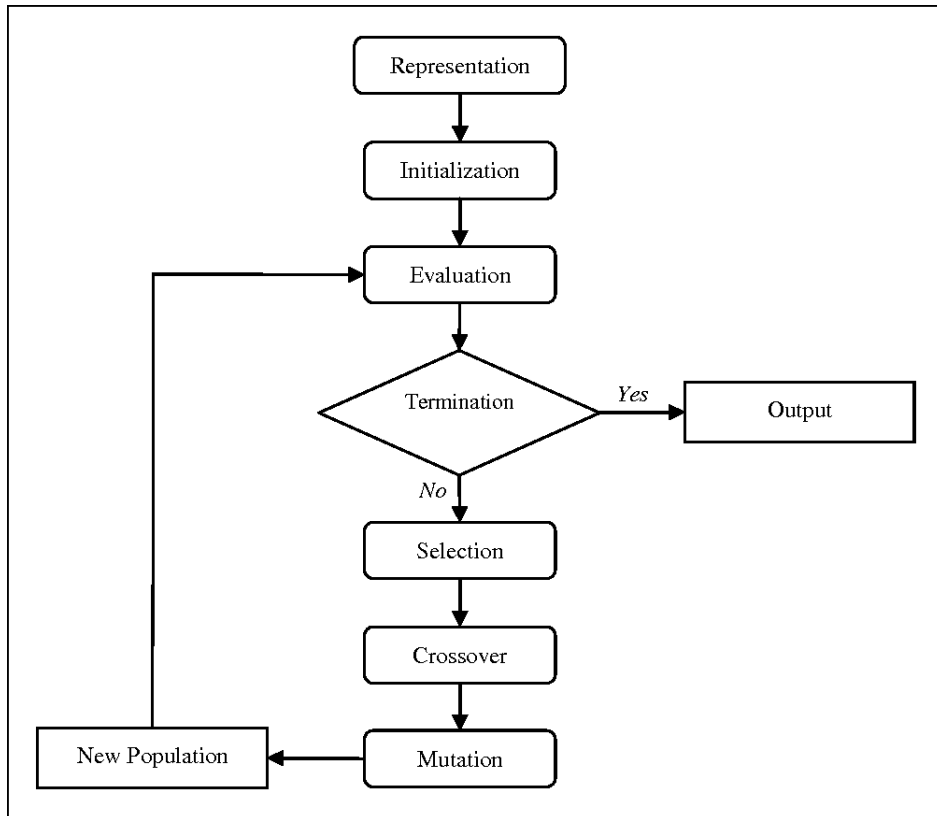 Representation
Initialization
Evaluation
Termination
Yes
Output
No
Selection
Crossover
New Population
Mutation